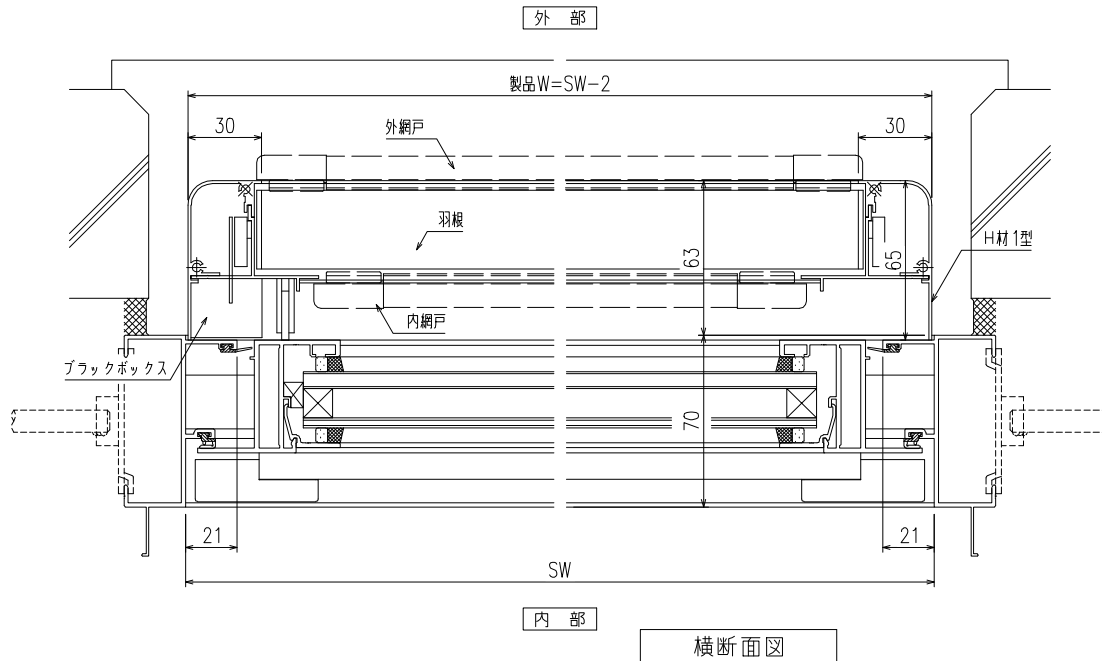 外 部
製品W=SW-2
30
30
外網戸
羽根
63
65
H材1型
内網戸
ブラックボックス
70
21
21
SW
内 部
横断面図